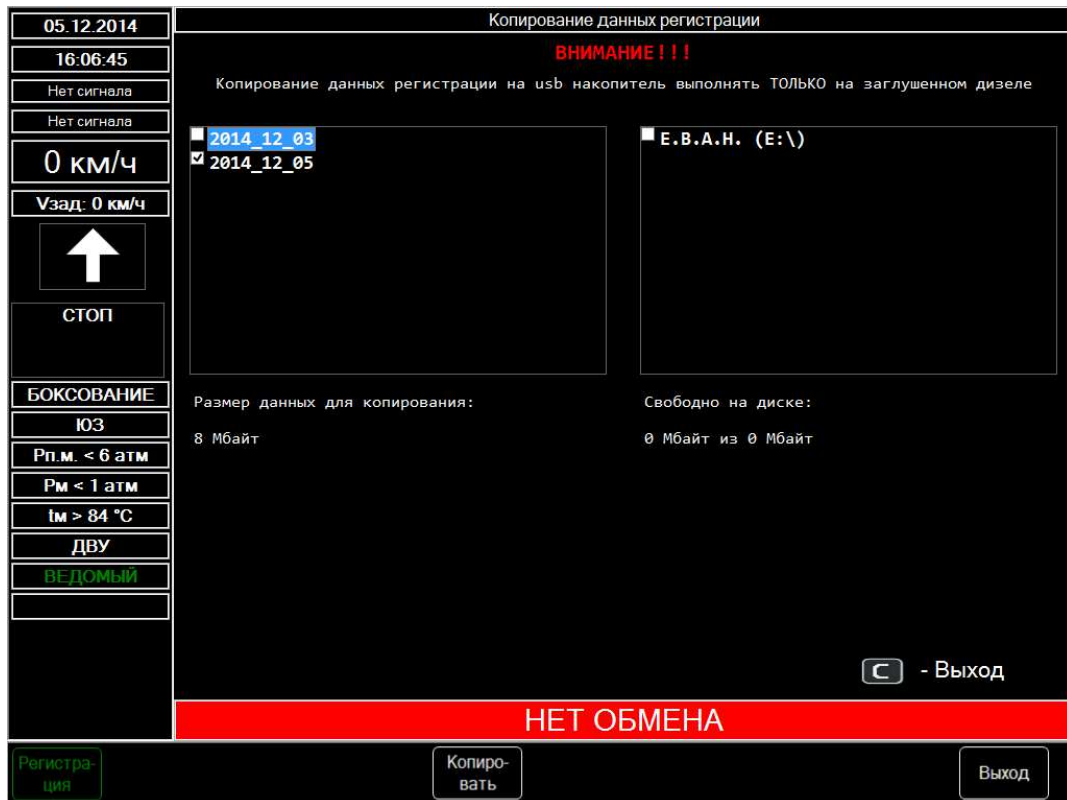 05.12.2014
16:06:45
Нет сигнала
Нет сигнала
0 км/ч
Vзад: 0 км/ч
СТОП
БОКСОВАНИЕ
ЮЗ
Рп.м. < 6 атм
Рм < 1 атм
tм > 84 °C
ДВУ
ВЕДОМЫЙ
Копирование данных регистрации
ВНИМАНИЕ!!!
Копирование данных регистрации на usb накопитель выполнять ТОЛЬКО на заглушенном дизеле
2014_12_03
2014_12_05
E.B.A.H. (E:\)
Размер данных для копирования:
8 Мбайт
Свободно на диске:
0 Мбайт из 0 Мбайт
C - Выход
НЕТ ОБМЕНА
Регистра-
ция
Копиро-
вать
Выход